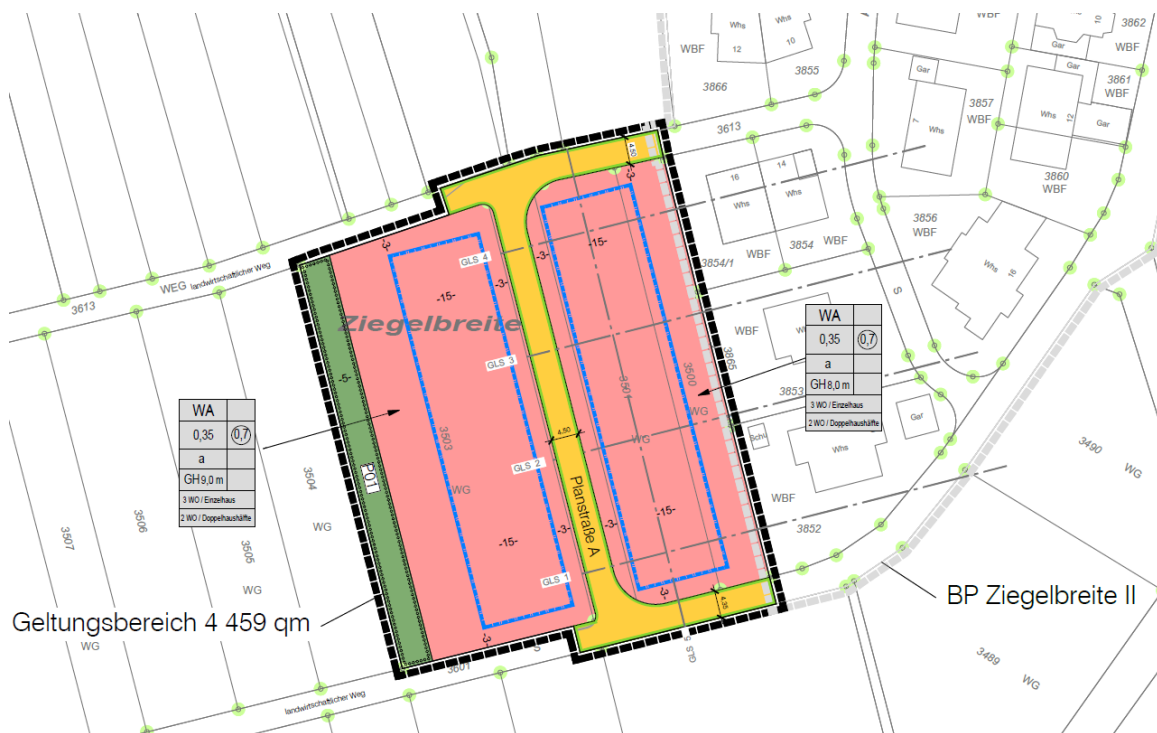 Whs
12
Whs
10
WBF
3866
3855
WBF
Gar
10
3862
Gar
3861
WBF
3857
WBF
Gar
7
Whs
Whs
12
Gar
3860
WBF
3613
4.50
-3-
16
Whs
14
Whs
WBF
3854
WBF
3854/1
3856
WBF
Whs
16
S
3613
WEG
landwirtschaftlicher Weg
-3-
GLS 4
-3-
-3-
-15-
-15-
Ziegelbreite
WA
0,35
0,7
a
GH 8,0 m
3 WO / Einzelhaus
2 WO / Doppelhaushälfte
WBF
3865
3853
GLS 3
3501
3500
WG
WG
-5-
P01
3503
WG
4.50
GLS 2
Planstraße A
-3-
-3-
-15-
-15-
WA
0,35
0,7
a
GH 9,0 m
3 WO / Einzelhaus
2 WO / Doppelhaushälfte
3504
WG
3505
WG
3506
3507
Schu
Whs
Gar
WBF
3852
3490
WG
GLS 1
-3-
-3-
4.35
GLS 5
BP Ziegelbreite II
Geltungsbereich 4 459 qm
WG
3601
landwirtschaftlicher Weg
3489
WG